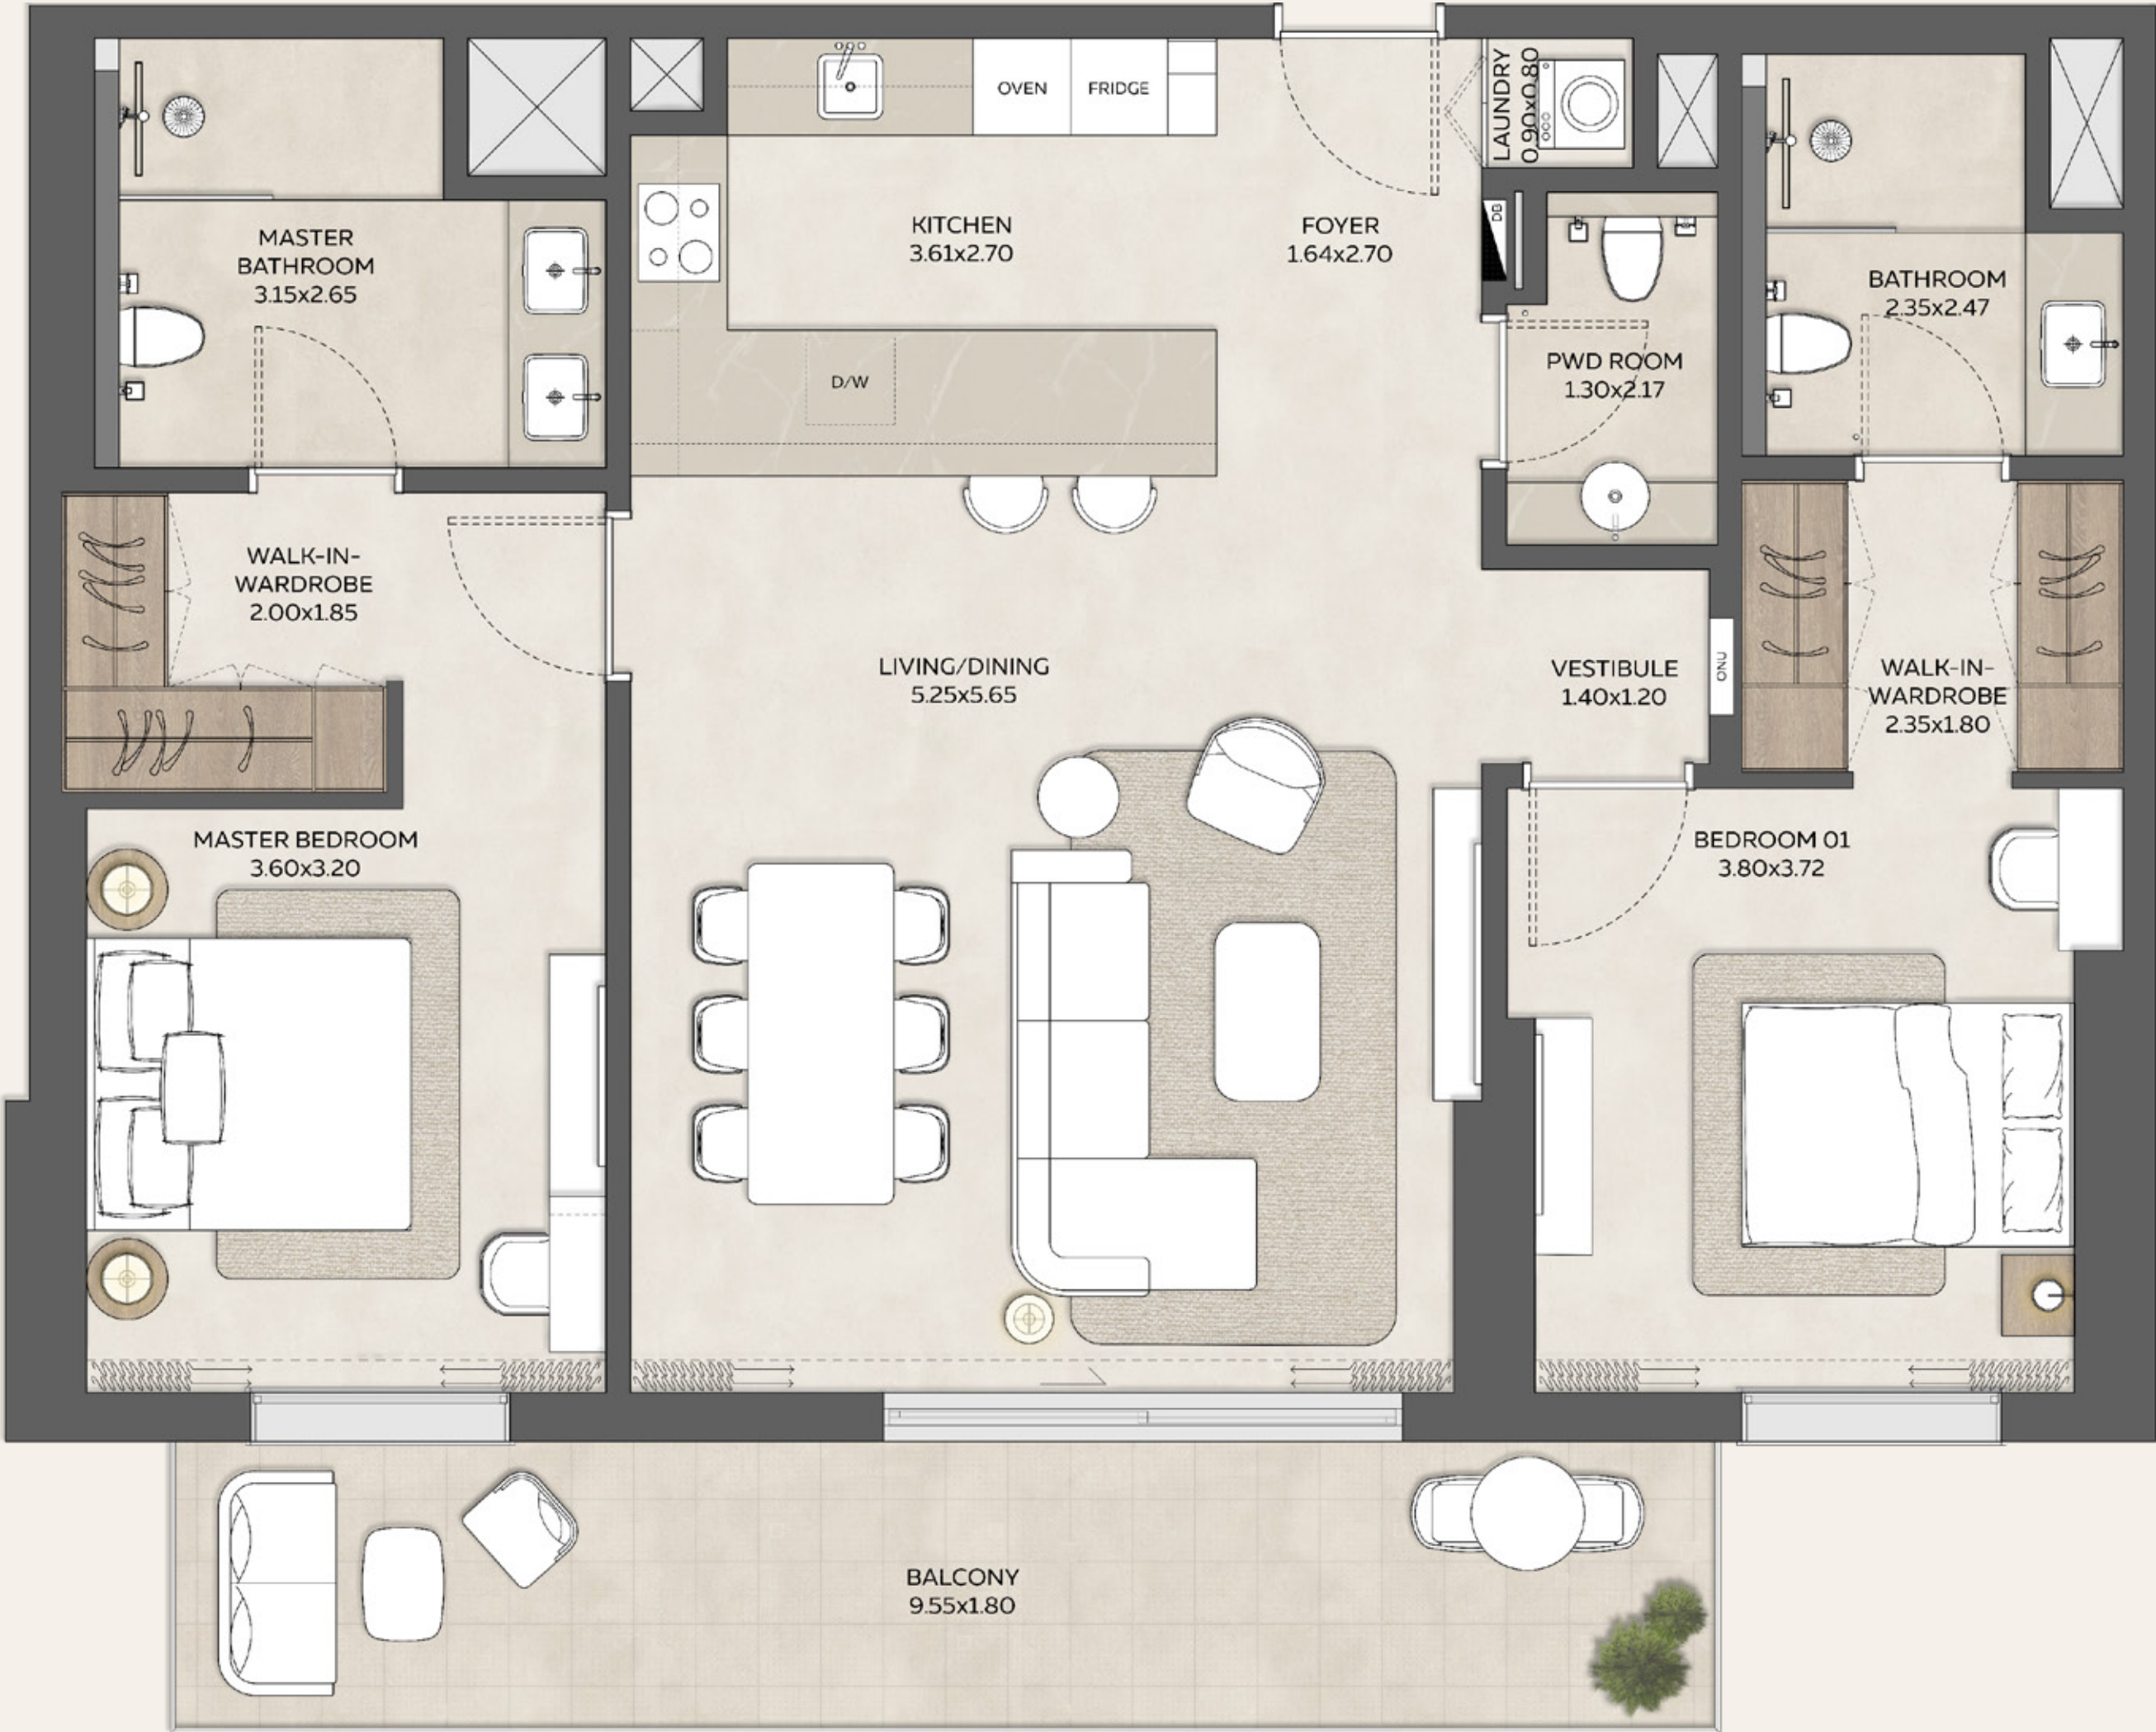 OVEN
FRIDGE
LAUNDRY
0.90x0.80
KITCHEN
3.61x2.70
FOYER
1.64x2.70
DB
MASTER
BATHROOM
3.15x2.65
BATHROOM
2.35x2.47
PWD ROOM
1.30x2.17
D/W
WALK-IN-
WARDROBE
2.00x1.85
LIVING/DINING
5.25x5.65
VESTIBULE
1.40x1.20
ONU
WALK-IN-
WARDROBE
2.35x1.80
MASTER BEDROOM
3.60x3.20
BEDROOM 01
3.80x3.72
BALCONY
9.55x1.80